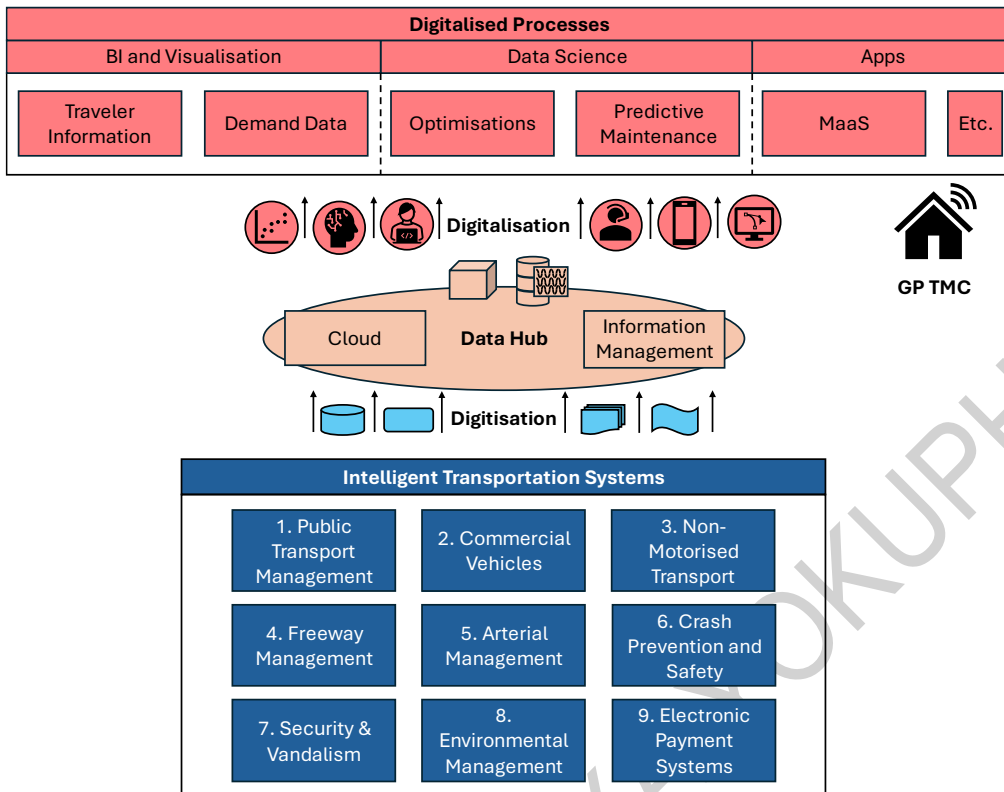 Digitalised Processes
BI and Visualisation
Data Science
Apps
Traveler
Information
Demand Data
Optimisations
Predictive
Maintenance
MaaS
Etc.
Digitalisation
GP TMC
Cloud
Data Hub
Information
Management
Digitisation
Intelligent Transportation Systems
1. Public
Transport
Management
2. Commercial
Vehicles
3. Non-
Motorised
Transport
4. Freeway
Management
5. Arterial
Management
6. Crash
Prevention and
Safety
7. Security &
Vandalism
8.
Environmental
Management
9. Electronic
Payment
Systems